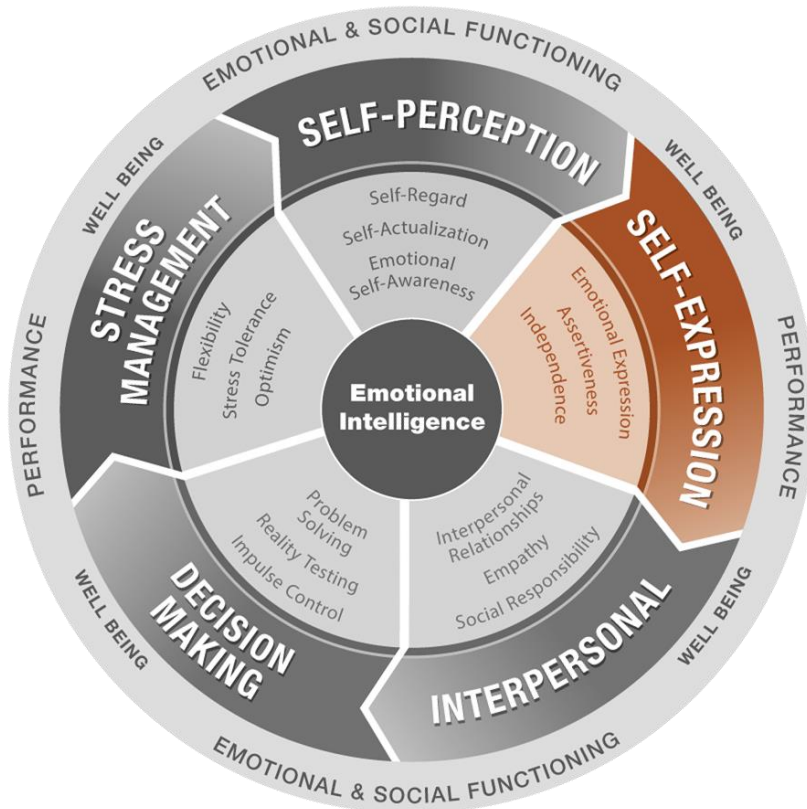 EMOTIONAL & SOCIAL FUNCTIONING
WELL BEING
WELL BEING
PERFORMANCE
PERFORMANCE
WELL BEING
WELL BEING
EMOTIONAL & SOCIAL FUNCTIONING
SELF-PERCEPTION
Self-Regard
Self-Actualization
Emotional
Self-Awareness
SELF-EXPRESSION
Emotional Expression
Assertiveness
Independence
INTERPERSONAL
Interpersonal
Relationships
Empathy
Social Responsibility
DECISION
MAKING
Problem
Solving
Reality Testing
Impulse Control
STRESS
MANAGEMENT
Flexibility
Stress Tolerance
Optimism
Emotional
Intelligence